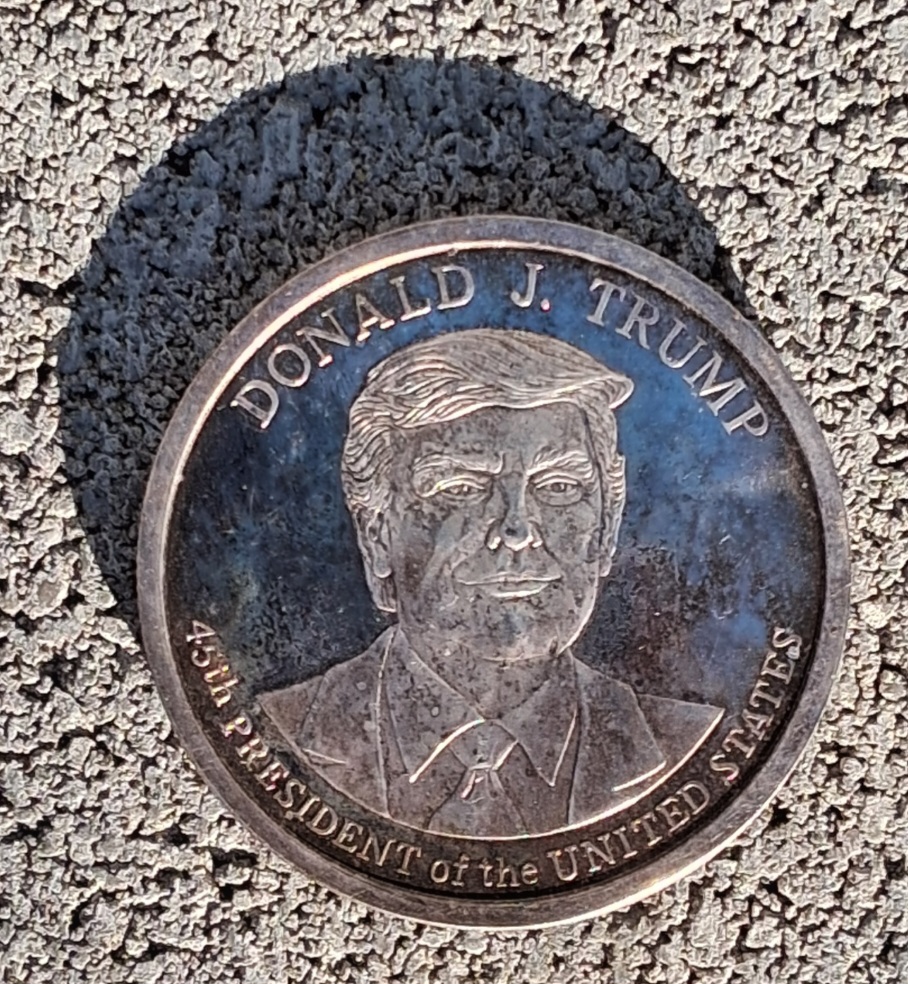 DONALD J. TRUMP
45th PRESIDENT of the UNITED STATES